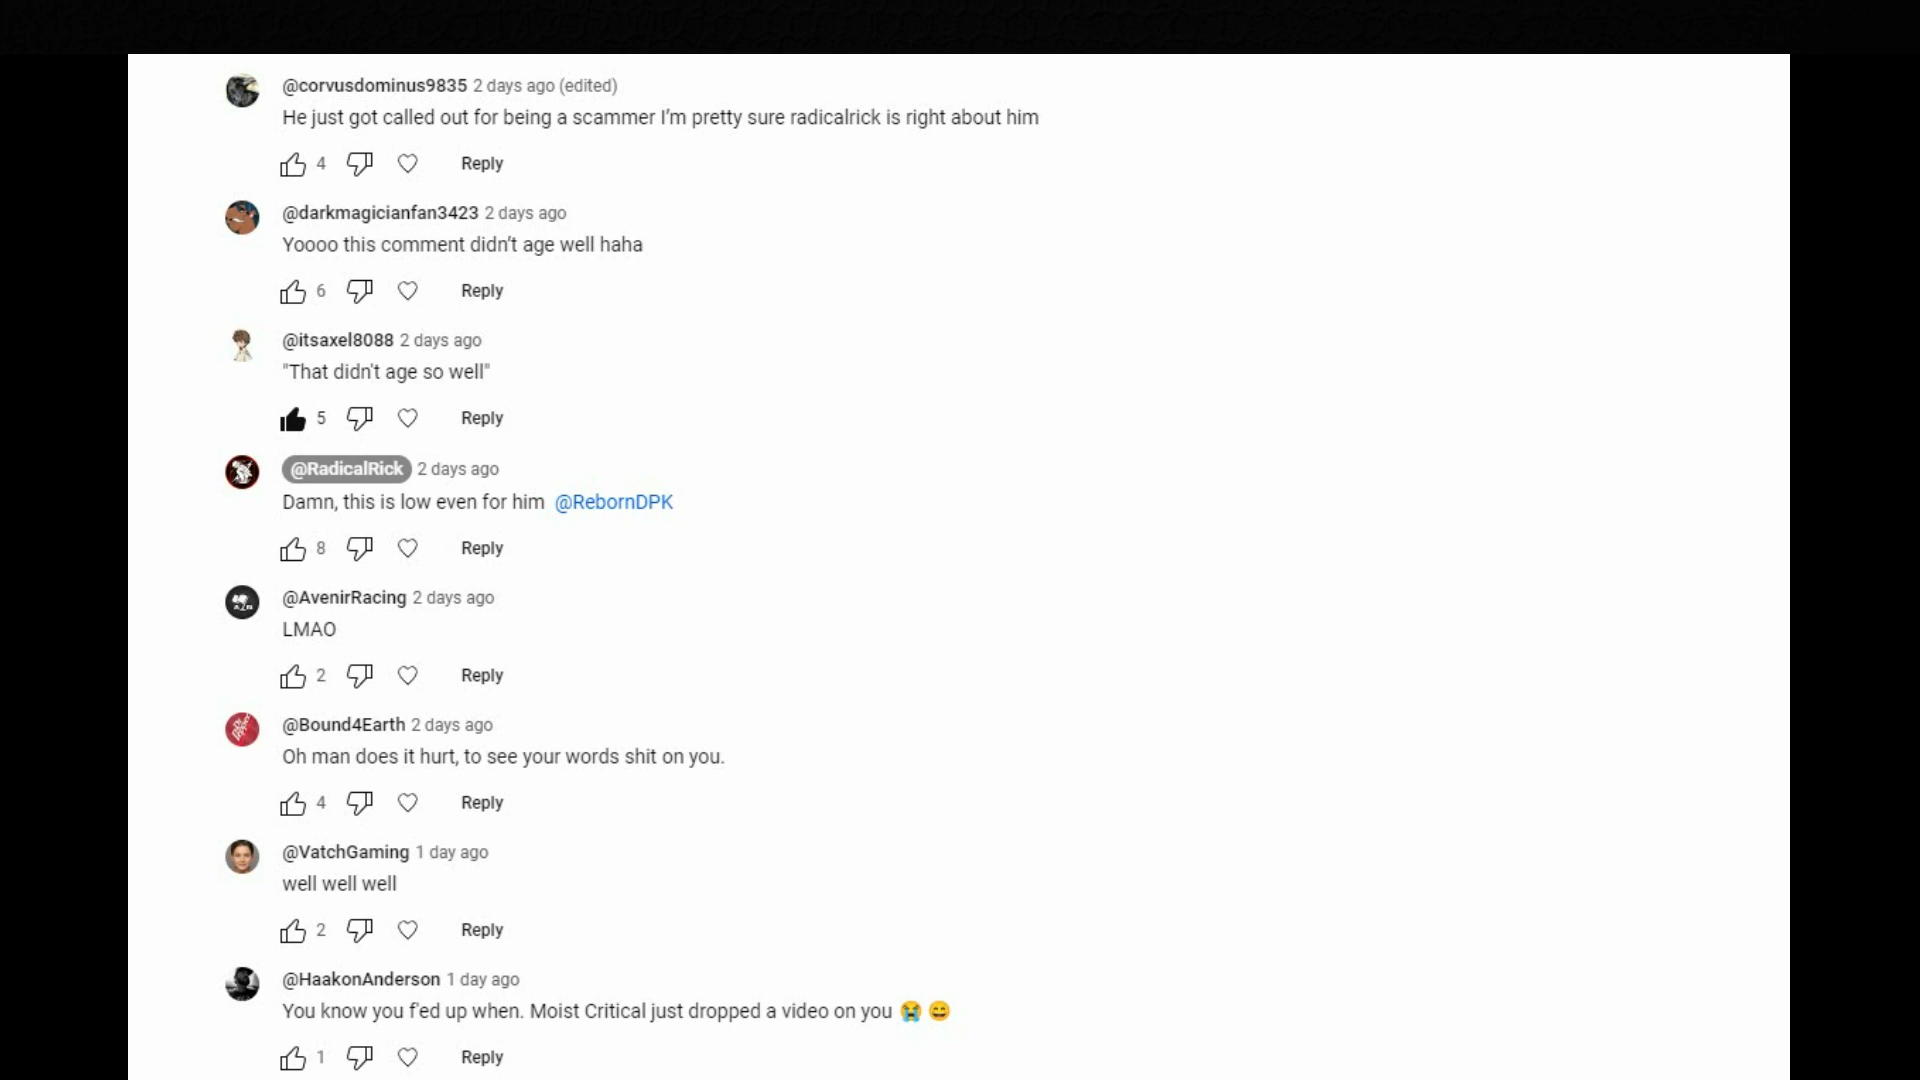 @corvusdominus9835 2 days ago (edited)
He just got called out for being a scammer I’m pretty sure radicalrick is right about him
4 Reply
@darkmagicianfan3423 2 days ago
Yoooo this comment didn’t age well haha
6 Reply
@itsaxel8088 2 days ago
"That didn't age so well"
5 Reply
@RadicalRick 2 days ago
Damn, this is low even for him @RebornDPK
8 Reply
@AvenirRacing 2 days ago
LMAO
2 Reply
@Bound4Earth 2 days ago
Oh man does it hurt, to see your words shit on you.
4 Reply
@VatchGaming 1 day ago
well well well
2 Reply
@HaakonAnderson 1 day ago
You know you f'ed up when. Moist Critical just dropped a video on you 😭 😄
1 Reply